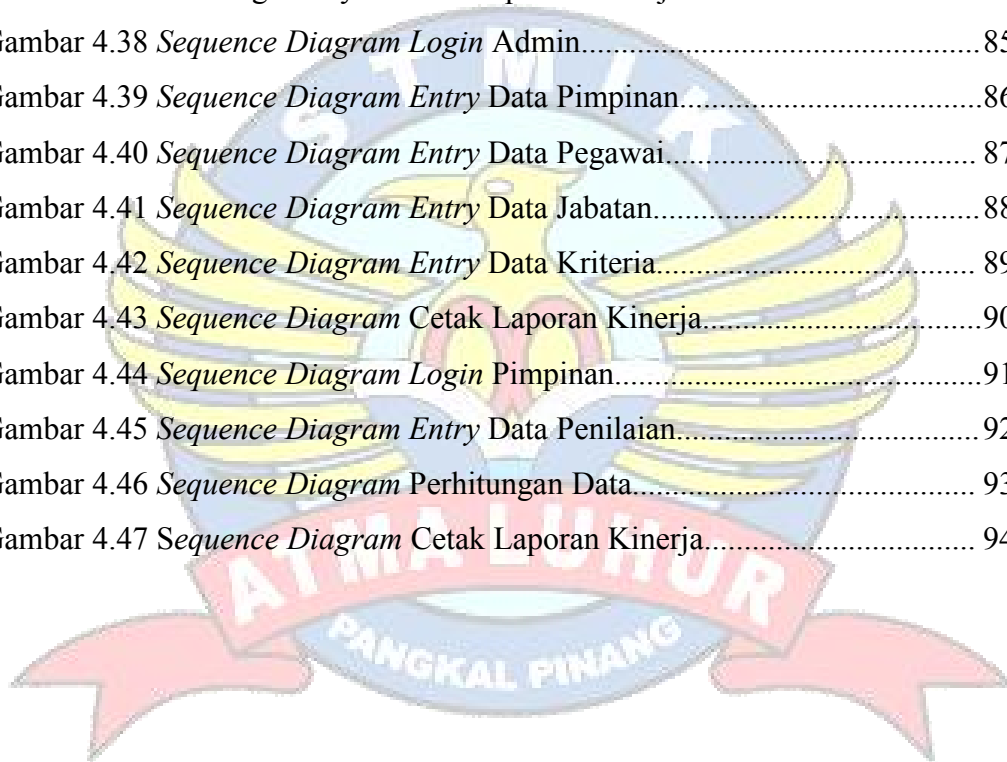 Gambar 4.38 Sequence Diagram Login Admin....................................................85
Gambar 4.39 Sequence Diagram Entry Data Pimpinan......................................86
Gambar 4.40 Sequence Diagram Entry Data Pegawai....................................... 87
Gambar 4.41 Sequence Diagram Entry Data Jabatan.........................................88
Gambar 4.42 Sequence Diagram Entry Data Kriteria........................................ 89
Gambar 4.43 Sequence Diagram Cetak Laporan Kinerja...................................90
Gambar 4.44 Sequence Diagram Login Pimpinan..............................................91
Gambar 4.45 Sequence Diagram Entry Data Penilaian......................................92
Gambar 4.46 Sequence Diagram Perhitungan Data........................................... 93
Gambar 4.47 Sequence Diagram Cetak Laporan Kinerja.................................. 94
STMIK
ATMA LUHUR
PANGKAL PINANG